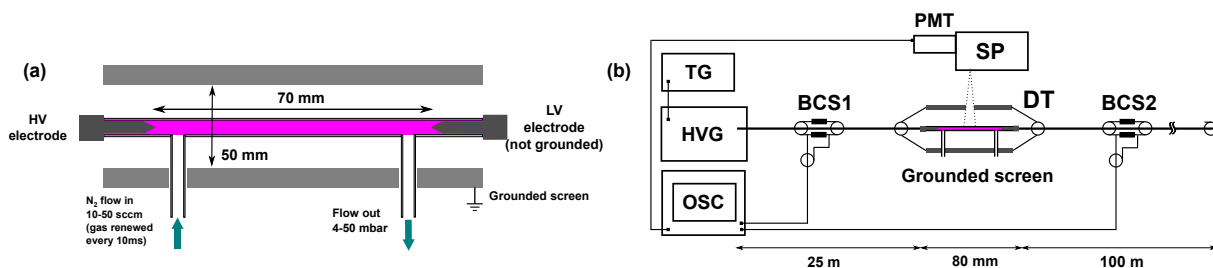 (a)
70 mm
HV
electrode
LV
electrode
(not grounded)
50 mm
N2 flow in
10-50 sccm
(gas renewed
every 10ms)
Flow out
4-50 mbar
Grounded screen
(b)
PMT
SP
TG
HVG
OSC
BCS1
DT
BCS2
Grounded screen
25 m
80 mm
100 m